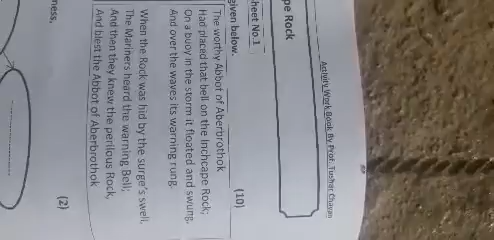 Activity Work Book By Prof. Tushar Chavan
pe Rock
heet No.1
given below.
(10)
The worthy Abbot of Aberbrothok
Had placed that bell on the Inchcape Rock;
On a buoy in the storm it floated and swung,
And over the waves its warning rung.
When the Rock was hid by the surge's swell,
The Mariners heard the warning Bell;
And then they knew the perilous Rock,
And blest the Abbot of Aberbrothok
(2)
ness,